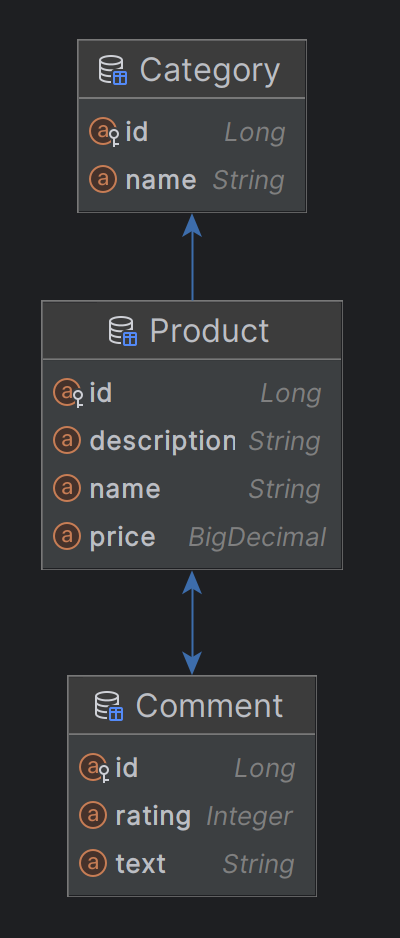 Category
a id Long
a name String
Product
a id Long
a description String
a name String
a price BigDecimal
Comment
a id Long
a rating Integer
a text String